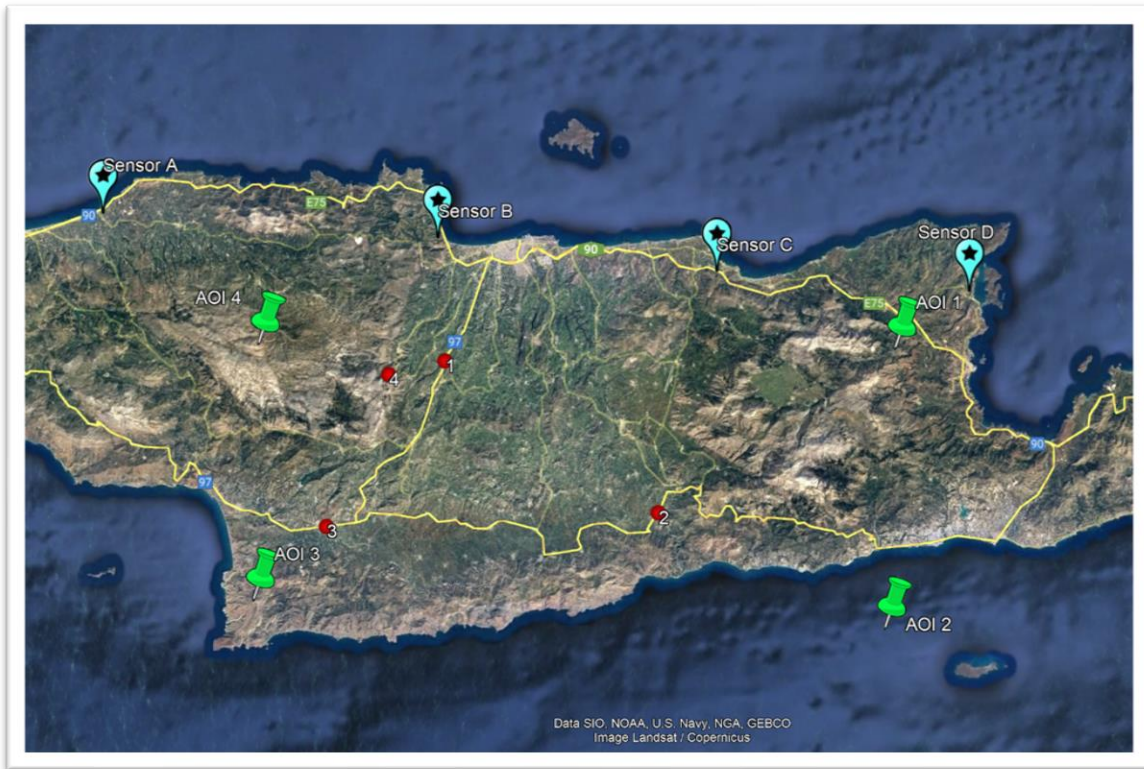 Sensor A
90
E75
Sensor B
90
Sensor C
Sensor D
AOI 4
E75
AOI 1
97
1
4
90
97
3
2
AOI 3
AOI 2
Data SIO, NOAA, U.S. Navy, NGA, GEBCO
Image Landsat / Copernicus